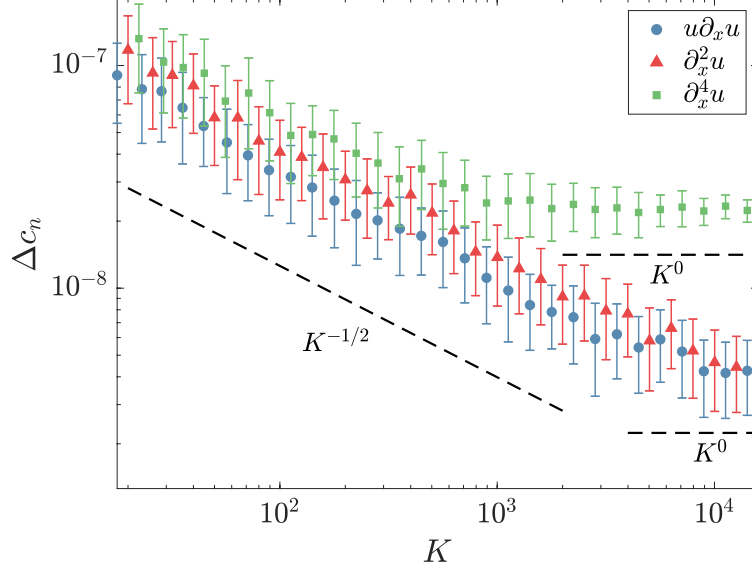 10⁻⁷
10⁻⁸
Δcₙ
u∂ₓu
∂ₓ²u
∂ₓ⁴u
K⁰
K⁻¹/²
K⁰
10²
10³
10⁴
K